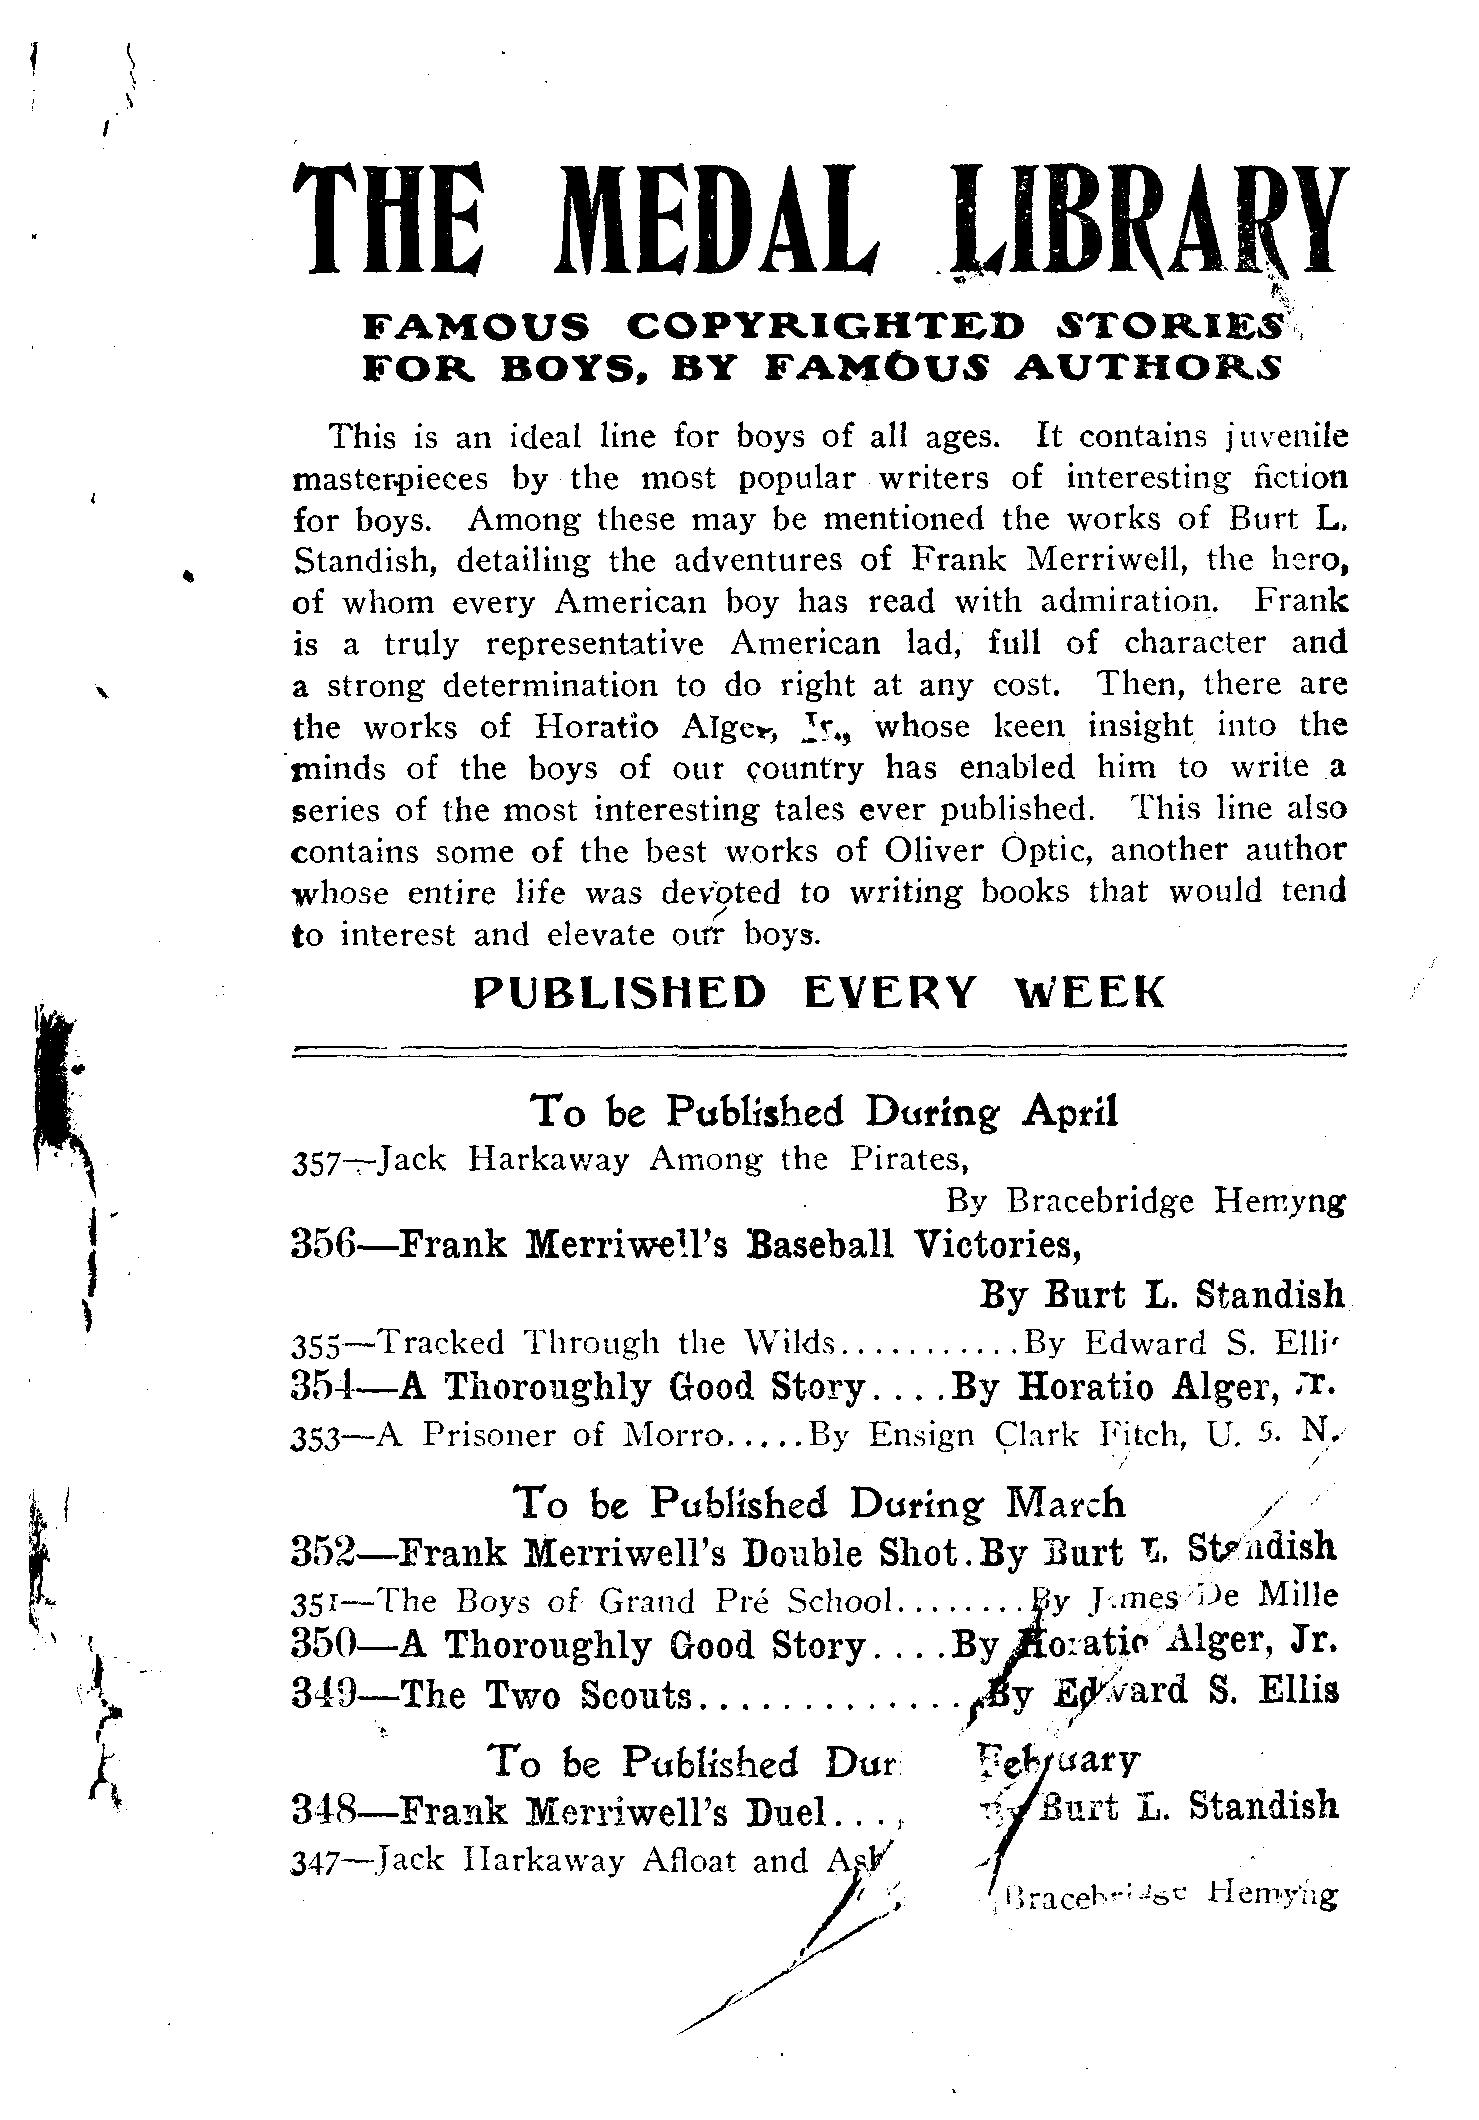 THE MEDAL LIBRARY
FAMOUS COPYRIGHTED STORIES
FOR BOYS, BY FAMOUS AUTHORS
This is an ideal line for boys of all ages. It contains juvenile
masterpieces by the most popular writers of interesting fiction
for boys. Among these may be mentioned the works of Burt L.
Standish, detailing the adventures of Frank Merriwell, the hero,
of whom every American boy has read with admiration. Frank
is a truly representative American lad, full of character and
a strong determination to do right at any cost. Then, there are
the works of Horatio Alger, Jr., whose keen insight into the
minds of the boys of our country has enabled him to write a
series of the most interesting tales ever published. This line also
contains some of the best works of Oliver Optic, another author
whose entire life was devoted to writing books that would tend
to interest and elevate our boys.
PUBLISHED EVERY WEEK
To be Published During April
357—Jack Harkaway Among the Pirates,
By Bracebridge Hemyng
356—Frank Merriwell's Baseball Victories,
By Burt L. Standish
355—Tracked Through the Wilds...........By Edward S. Ellis
354—A Thoroughly Good Story....By Horatio Alger, Jr.
353—A Prisoner of Morro.....By Ensign Clark Fitch, U. S. N.
To be Published During March
352—Frank Merriwell's Double Shot.By Burt L. Standish
351—The Boys of Grand Pré School........By James De Mille
350—A Thoroughly Good Story....By Horatio Alger, Jr.
349—The Two Scouts.............By Edward S. Ellis
To be Published Dur February
348—Frank Merriwell's Duel.... By Burt L. Standish
347—Jack Harkaway Afloat and
Bracebridge Hemyng